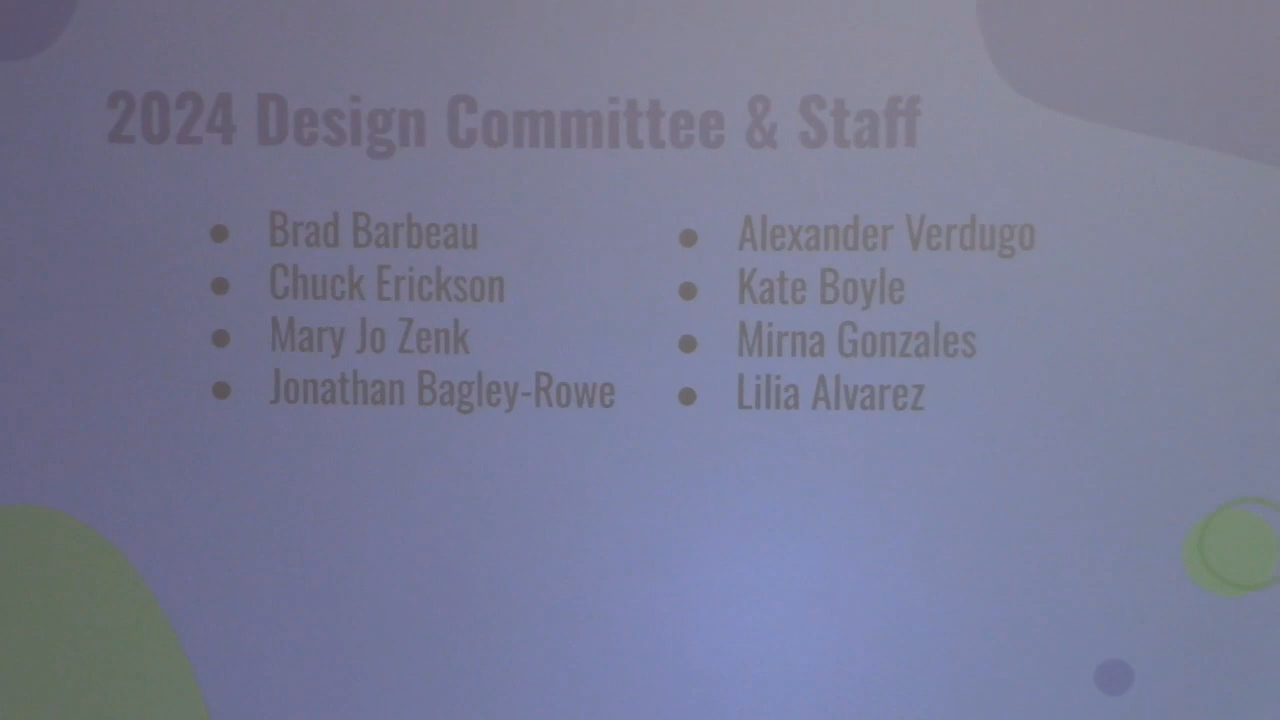 2024 Design Committee & Staff
● Brad Barbeau
● Chuck Erickson
● Mary Jo Zenk
● Jonathan Bagley-Rowe
● Alexander Verdugo
● Kate Boyle
● Mirna Gonzales
● Lilia Alvarez